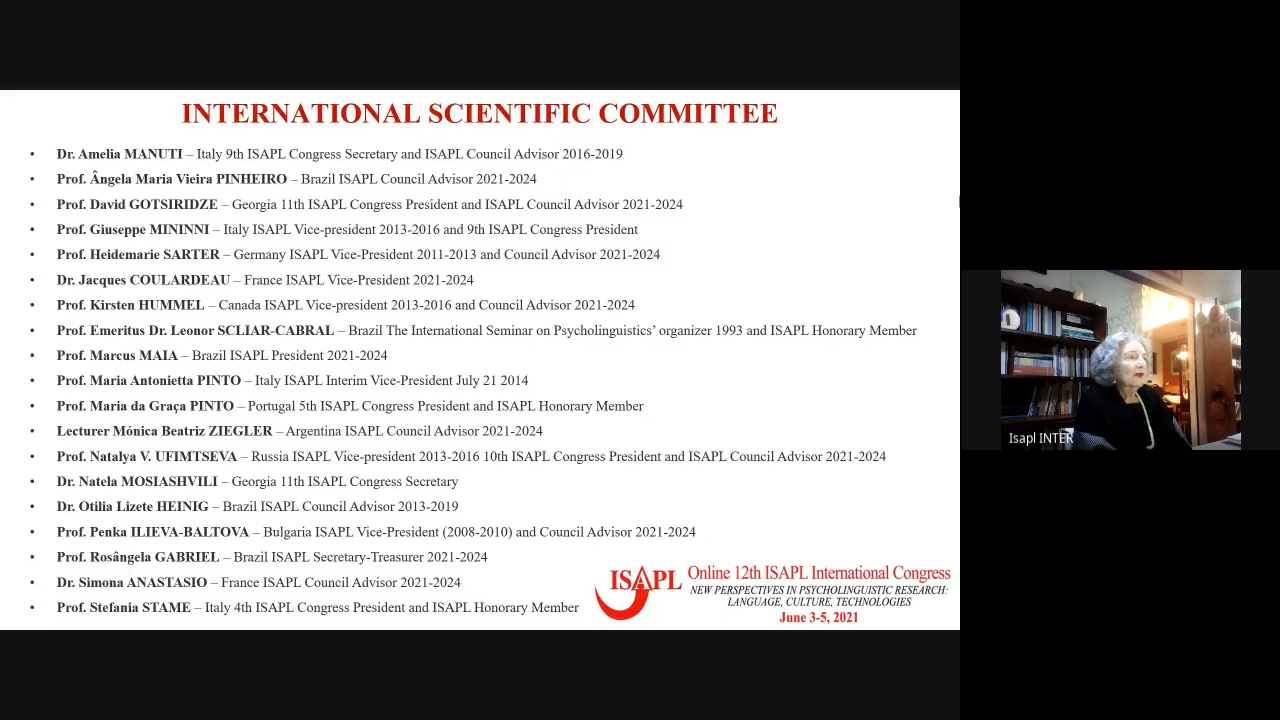 INTERNATIONAL SCIENTIFIC COMMITTEE
• Dr. Amelia MANUTI – Italy 9th ISAPL Congress Secretary and ISAPL Council Advisor 2016-2019
• Prof. Ângela Maria Vieira PINHEIRO – Brazil ISAPL Council Advisor 2021-2024
• Prof. David GOTSIRIDZE – Georgia 11th ISAPL Congress President and ISAPL Council Advisor 2021-2024
• Prof. Giuseppe MININNI – Italy ISAPL Vice-president 2013-2016 and 9th ISAPL Congress President
• Prof. Heidemarie SARTER – Germany ISAPL Vice-President 2011-2013 and Council Advisor 2021-2024
• Dr. Jacques COULARDEAU – France ISAPL Vice-President 2021-2024
• Prof. Kirsten HUMMEL – Canada ISAPL Vice-president 2013-2016 and Council Advisor 2021-2024
• Prof. Emeritus Dr. Leonor SCLIAR-CABRAL – Brazil The International Seminar on Psycholinguistics’ organizer 1993 and ISAPL Honorary Member
• Prof. Marcus MAIA – Brazil ISAPL President 2021-2024
• Prof. Maria Antonietta PINTO – Italy ISAPL Interim Vice-President July 21 2014
• Prof. Maria da Graça PINTO – Portugal 5th ISAPL Congress President and ISAPL Honorary Member
• Lecturer Mónica Beatriz ZIEGLER – Argentina ISAPL Council Advisor 2021-2024
• Prof. Natalya V. UFIMTSEVA – Russia ISAPL Vice-president 2013-2016 10th ISAPL Congress President and ISAPL Council Advisor 2021-2024
• Dr. Natela MOSIASHVILI – Georgia 11th ISAPL Congress Secretary
• Dr. Otilia Lizete HEINIG – Brazil ISAPL Council Advisor 2013-2019
• Prof. Penka ILIEVA-BALTOVA – Bulgaria ISAPL Vice-President (2008-2010) and Council Advisor 2021-2024
• Prof. Rosângela GABRIEL – Brazil ISAPL Secretary-Treasurer 2021-2024
• Dr. Simona ANASTASIO – France ISAPL Council Advisor 2021-2024
• Prof. Stefania STAME – Italy 4th ISAPL Congress President and ISAPL Honorary Member
ISAPL
Online 12th ISAPL International Congress
NEW PERSPECTIVES IN PSYCHOLINGUISTIC RESEARCH:
LANGUAGE, CULTURE, TECHNOLOGIES
June 3-5, 2021
Isapl INTER